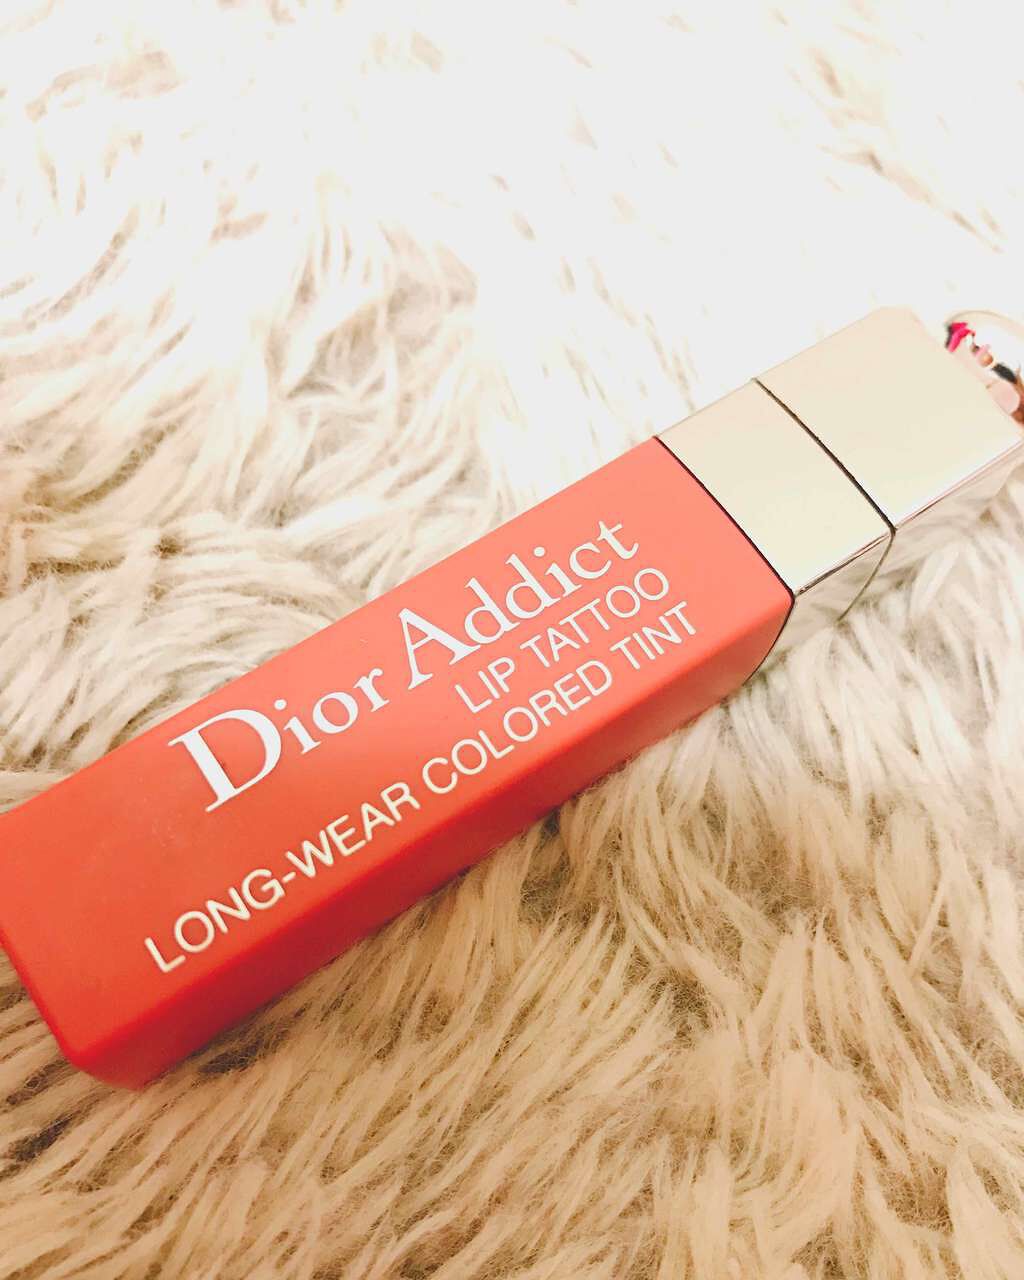 Dior Addict
LIP TATTOO
LONG-WEAR COLORED TINT